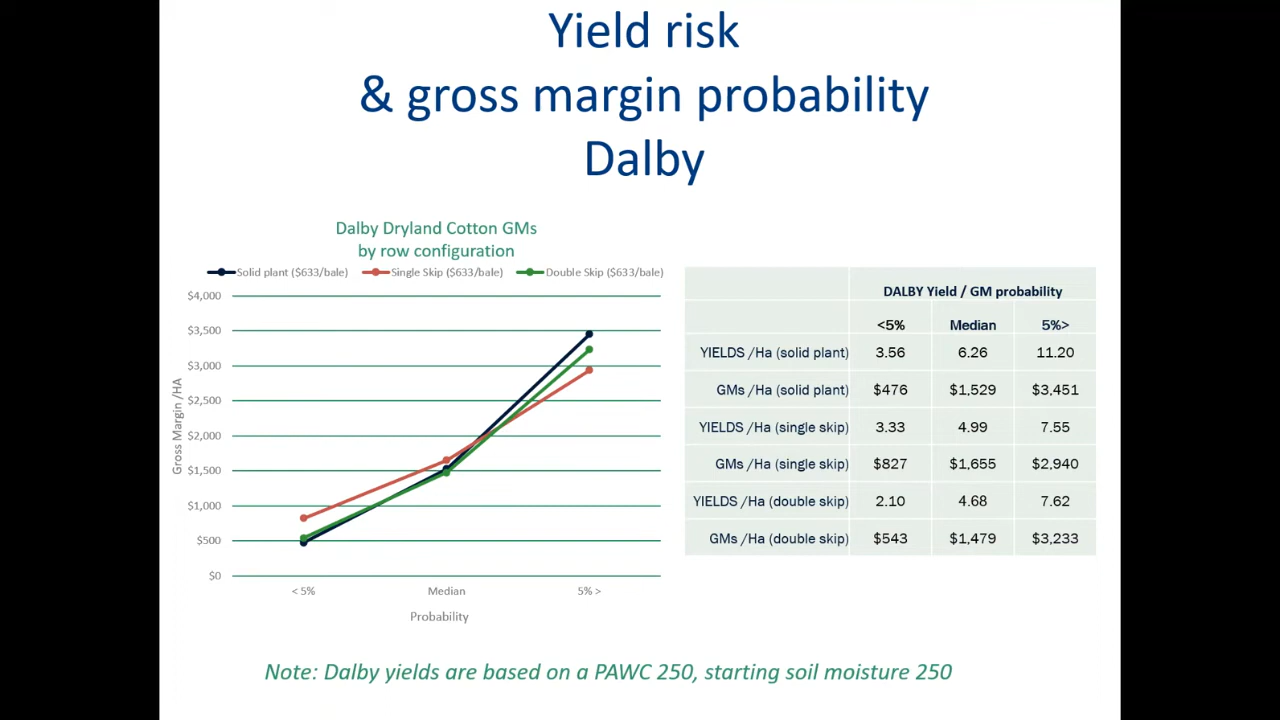 Yield risk
& gross margin probability
Dalby
Dalby Dryland Cotton GMs
by row configuration
Solid plant ($633/bale) Single Skip ($633/bale) Double Skip ($633/bale)
$4,000
$3,500
$3,000
$2,500
$2,000
$1,500
$1,000
$500
$0
Gross Margin /HA
< 5% Median 5% >
Probability
DALBY Yield / GM probability
<5% Median 5%>
YIELDS /Ha (solid plant) 3.56 6.26 11.20
GMs /Ha (solid plant) $476 $1,529 $3,451
YIELDS /Ha (single skip) 3.33 4.99 7.55
GMs /Ha (single skip) $827 $1,655 $2,940
YIELDS /Ha (double skip) 2.10 4.68 7.62
GMs /Ha (double skip) $543 $1,479 $3,233
Note: Dalby yields are based on a PAWC 250, starting soil moisture 250